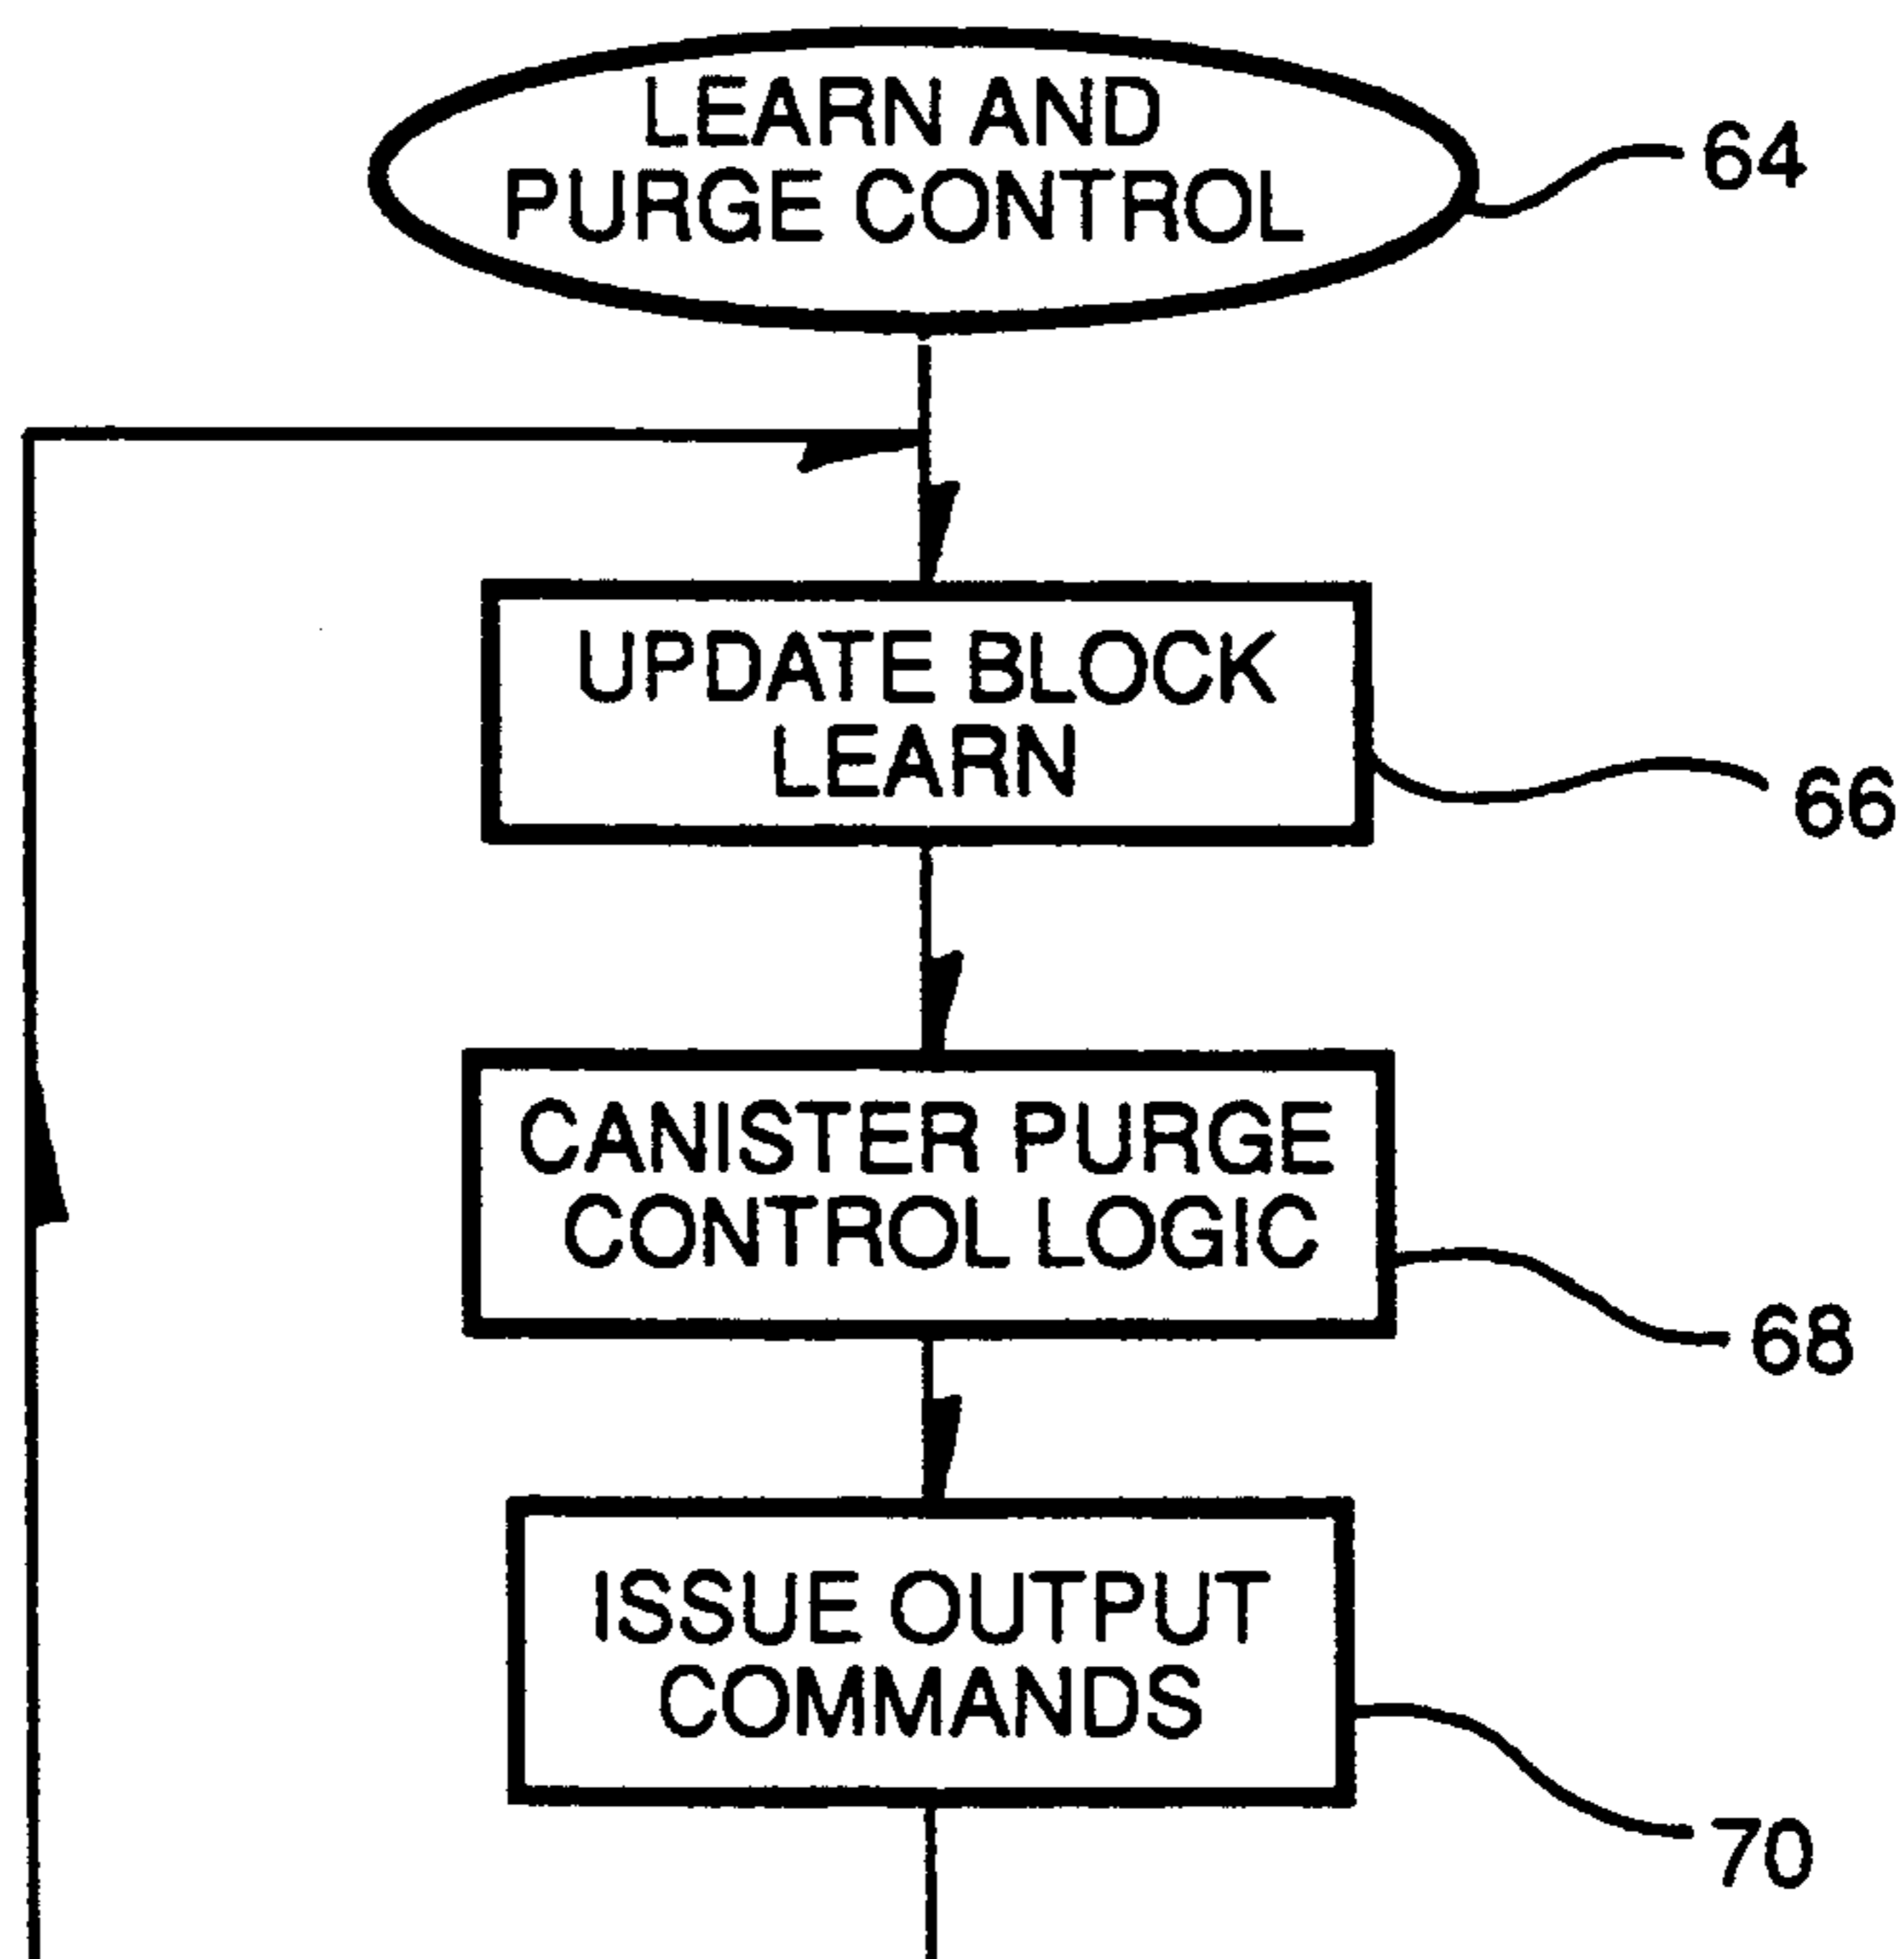 LEARN AND
PURGE CONTROL
64
UPDATE BLOCK
LEARN
66
CANISTER PURGE
CONTROL LOGIC
68
ISSUE OUTPUT
COMMANDS
70